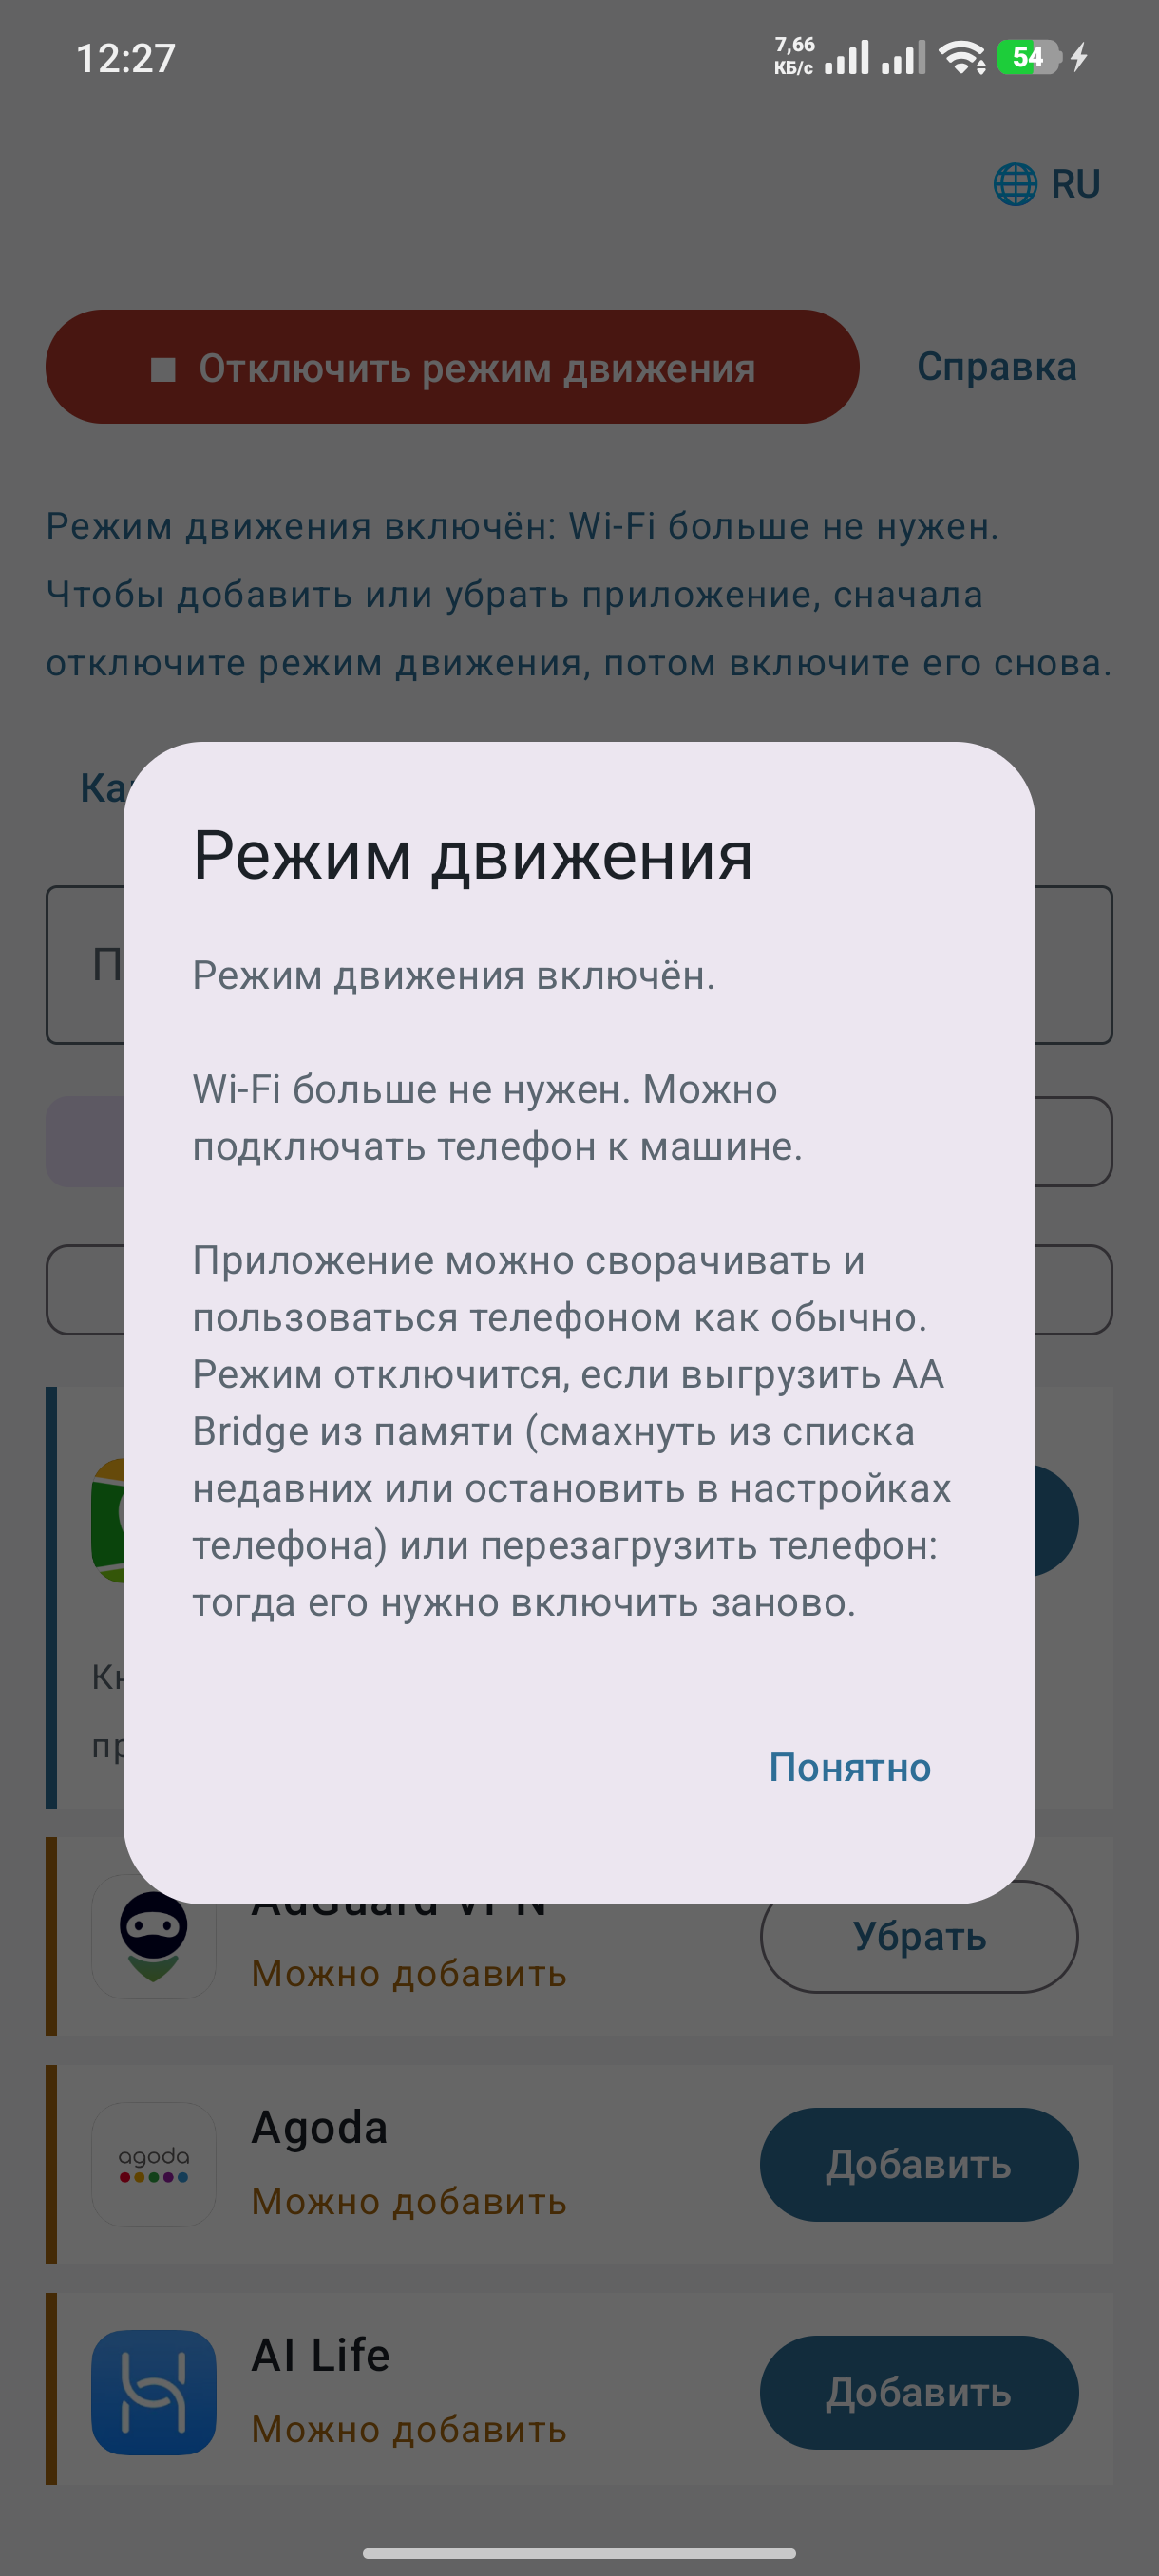 12:27
7,66
КБ/с
54
RU
Отключить режим движения
Справка
Режим движения включён: Wi-Fi больше не нужен.
Чтобы добавить или убрать приложение, сначала
отключите режим движения, потом включите его снова.
Режим движения
Режим движения включён.
Wi-Fi больше не нужен. Можно
подключать телефон к машине.
Приложение можно сворачивать и
пользоваться телефоном как обычно.
Режим отключится, если выгрузить AA
Bridge из памяти (смахнуть из списка
недавних или остановить в настройках
телефона) или перезагрузить телефон:
тогда его нужно включить заново.
Понятно
AdGuard VPN
Можно добавить
Убрать
agoda
Agoda
Можно добавить
Добавить
AI Life
Можно добавить
Добавить